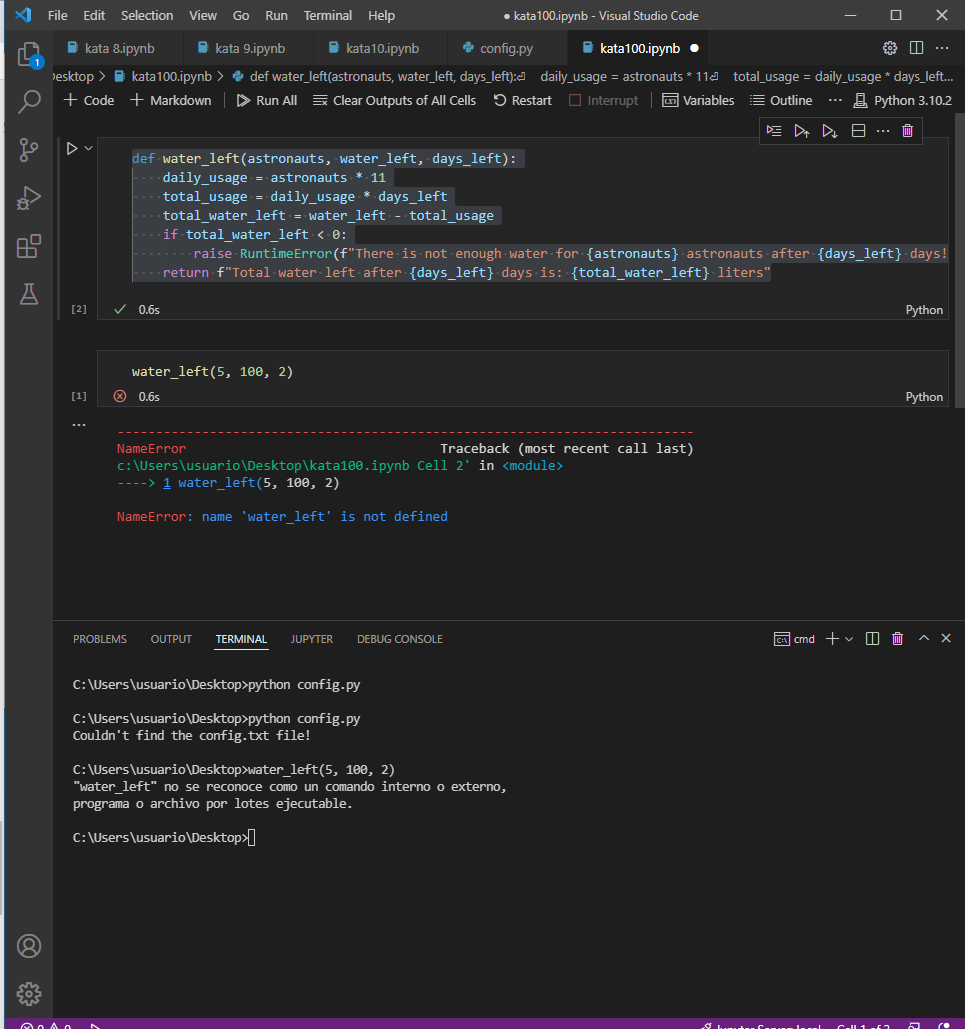 File Edit Selection View Go Run Terminal Help ● kata100.ipynb - Visual Studio Code
1
kata 8.ipynb kata 9.ipynb kata10.ipynb config.py kata100.ipynb ●
esktop > kata100.ipynb > def water_left(astronauts, water_left, days_left):⏎ daily_usage = astronauts * 11⏎ total_usage = daily_usage * days_left...
+ Code + Markdown Run All Clear Outputs of All Cells Restart Interrupt Variables Outline ... Python 3.10.2
def water_left(astronauts, water_left, days_left):
····daily_usage = astronauts * 11
····total_usage = daily_usage * days_left
····total_water_left = water_left - total_usage
····if total_water_left < 0:
········raise RuntimeError(f"There is not enough water for {astronauts} astronauts after {days_left} days!
····return f"Total water left after {days_left} days is: {total_water_left} liters"
[2] 0.6s Python
water_left(5, 100, 2)
[1] 0.6s Python
...
---------------------------------------------------------------------------
NameError Traceback (most recent call last)
c:\Users\usuario\Desktop\kata100.ipynb Cell 2' in <module>
----> 1 water_left(5, 100, 2)
NameError: name 'water_left' is not defined
PROBLEMS OUTPUT TERMINAL JUPYTER DEBUG CONSOLE cmd
C:\Users\usuario\Desktop>python config.py
C:\Users\usuario\Desktop>python config.py
Couldn't find the config.txt file!
C:\Users\usuario\Desktop>water_left(5, 100, 2)
"water_left" no se reconoce como un comando interno o externo,
programa o archivo por lotes ejecutable.
C:\Users\usuario\Desktop>
0 0 Jupyter Server: local Cell 1 of 2